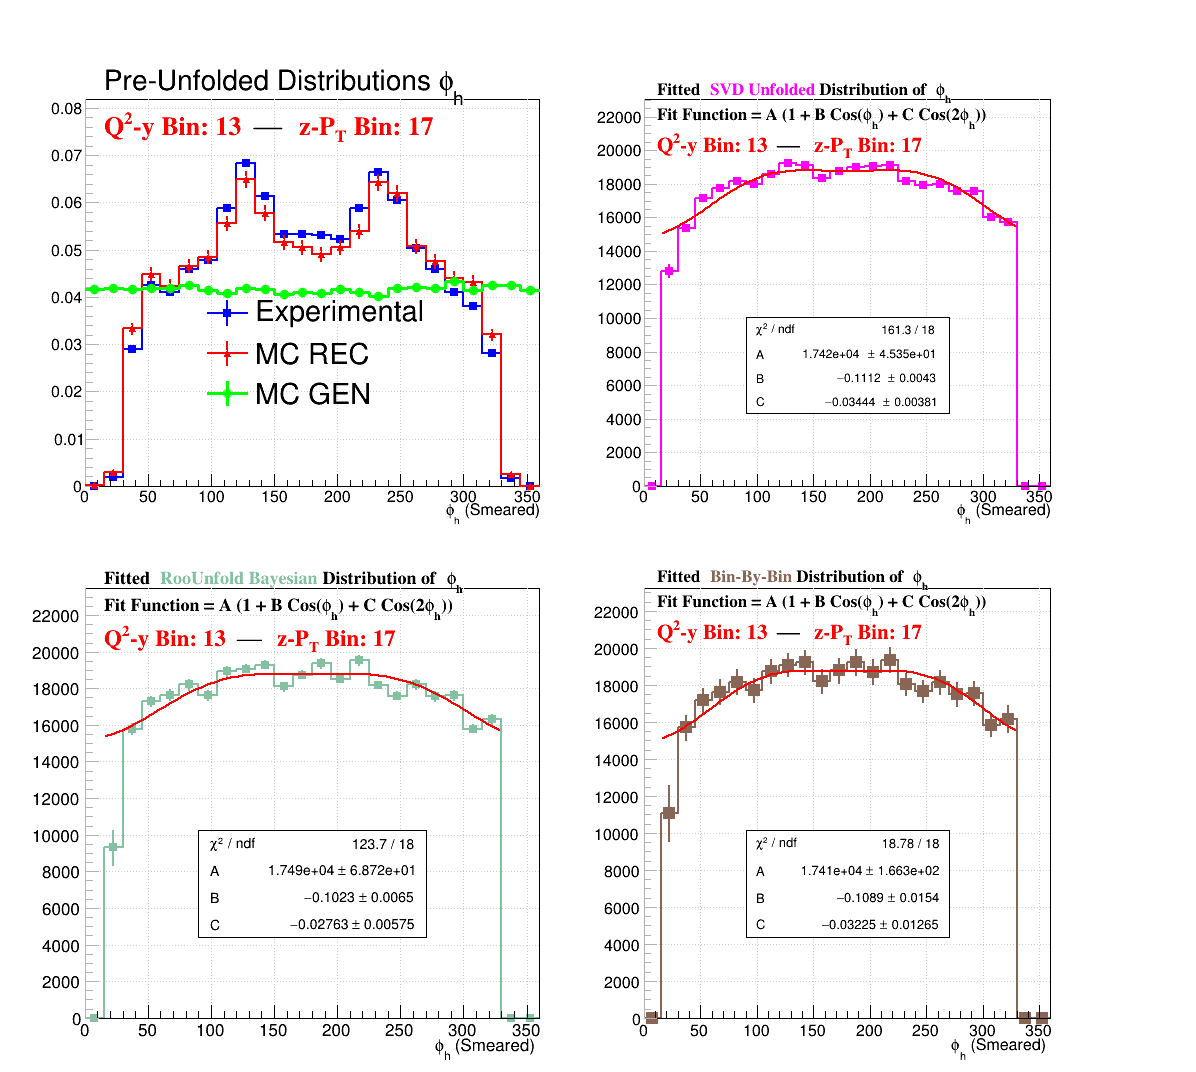 Pre-Unfolded Distributions ϕh
Q²-y Bin: 13 — z-PT Bin: 17
0.08
0.07
0.06
0.05
0.04
0.03
0.02
0.01
0
Experimental
MC REC
MC GEN
0 50 100 150 200 250 300 350
ϕh (Smeared)
Fitted SVD Unfolded Distribution of ϕh
Fit Function = A (1 + B Cos(ϕh) + C Cos(2ϕh))
Q²-y Bin: 13 — z-PT Bin: 17
22000
20000
18000
16000
14000
12000
10000
8000
6000
4000
2000
0
χ² / ndf 161.3 / 18
A 1.742e+04 ± 4.535e+01
B −0.1112 ± 0.0043
C −0.03444 ± 0.00381
0 50 100 150 200 250 300 350
ϕh (Smeared)
Fitted RooUnfold Bayesian Distribution of ϕh
Fit Function = A (1 + B Cos(ϕh) + C Cos(2ϕh))
Q²-y Bin: 13 — z-PT Bin: 17
22000
20000
18000
16000
14000
12000
10000
8000
6000
4000
2000
0
χ² / ndf 123.7 / 18
A 1.749e+04 ± 6.872e+01
B −0.1023 ± 0.0065
C −0.02763 ± 0.00575
0 50 100 150 200 250 300 350
ϕh (Smeared)
Fitted Bin-By-Bin Distribution of ϕh
Fit Function = A (1 + B Cos(ϕh) + C Cos(2ϕh))
Q²-y Bin: 13 — z-PT Bin: 17
22000
20000
18000
16000
14000
12000
10000
8000
6000
4000
2000
0
χ² / ndf 18.78 / 18
A 1.741e+04 ± 1.663e+02
B −0.1089 ± 0.0154
C −0.03225 ± 0.01265
0 50 100 150 200 250 300 350
ϕh (Smeared)